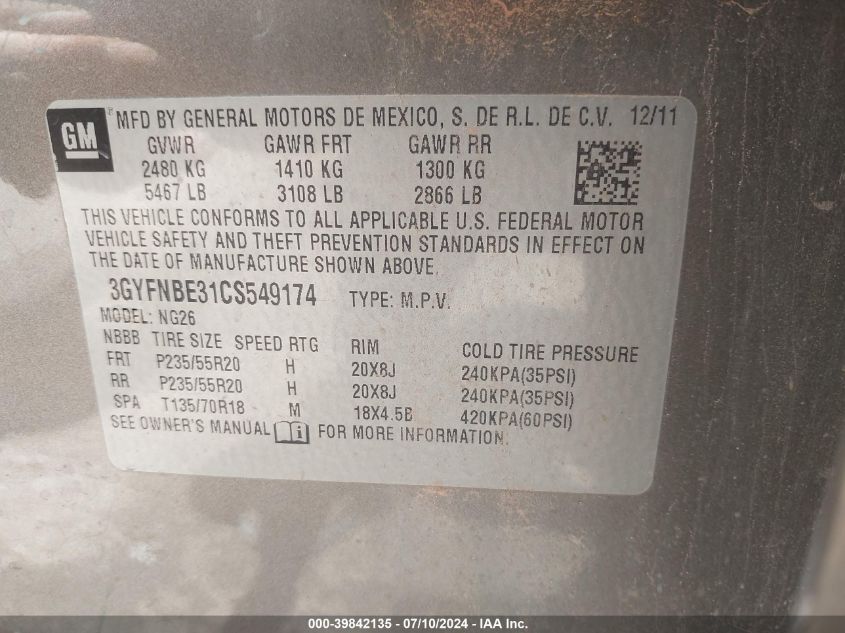 GM MFD BY GENERAL MOTORS DE MEXICO, S. DE R.L. DE C.V. 12/11
GVWR GAWR FRT GAWR RR
2480 KG 1410 KG 1300 KG
5467 LB 3108 LB 2866 LB
THIS VEHICLE CONFORMS TO ALL APPLICABLE U.S. FEDERAL MOTOR
VEHICLE SAFETY AND THEFT PREVENTION STANDARDS IN EFFECT ON
THE DATE OF MANUFACTURE SHOWN ABOVE.
3GYFNBE31CS549174 TYPE: M.P.V.
MODEL: NG26
NBBB TIRE SIZE SPEED RTG RIM COLD TIRE PRESSURE
FRT P235/55R20 H 20X8J 240KPA(35PSI)
RR P235/55R20 H 20X8J 240KPA(35PSI)
SPA T135/70R18 M 18X4.5B 420KPA(60PSI)
SEE OWNER'S MANUAL FOR MORE INFORMATION.
000-39842135 - 07/10/2024 - IAA Inc.